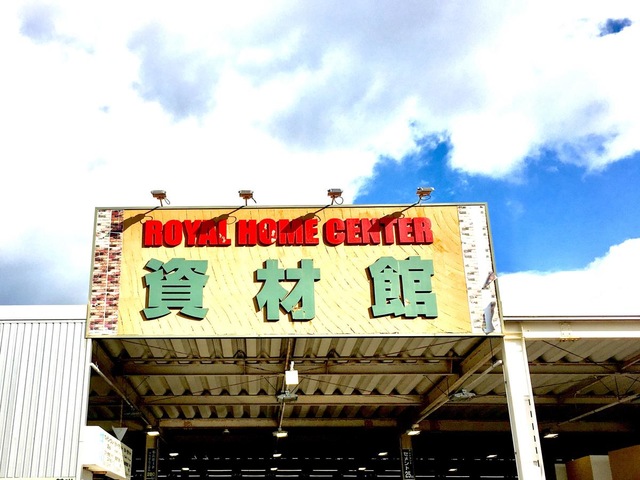 ROYAL HOME CENTER
資材館